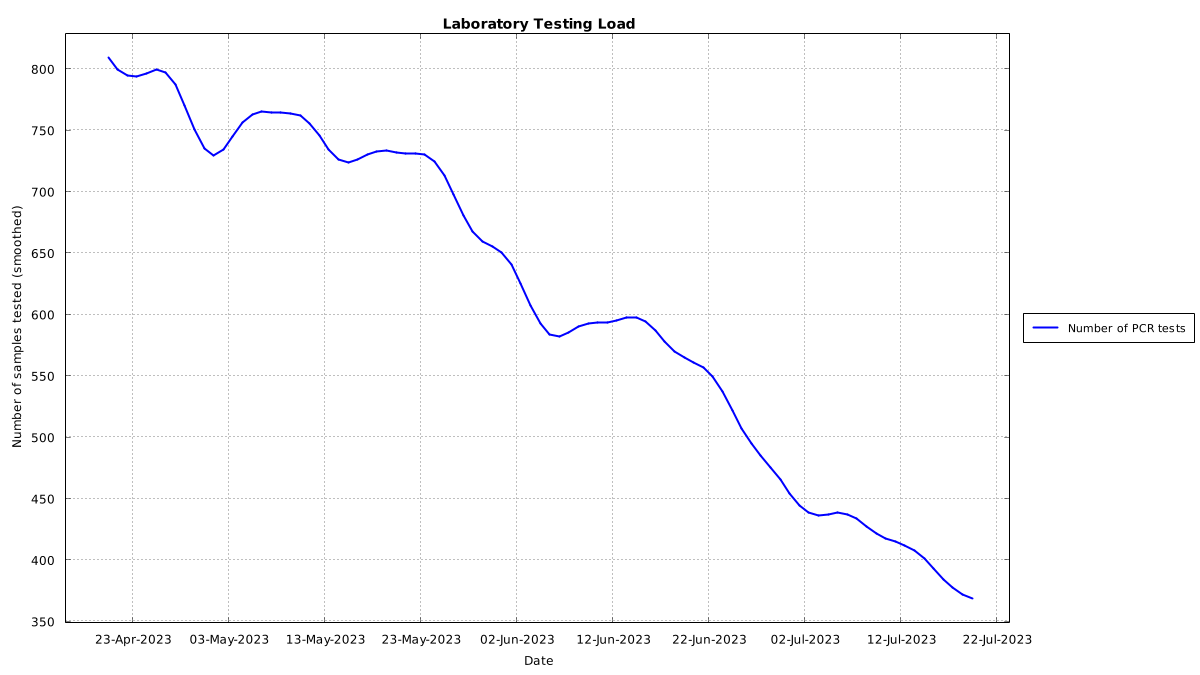 Laboratory Testing Load
Number of samples tested (smoothed)
800
750
700
650
600
550
500
450
400
350
23-Apr-2023 03-May-2023 13-May-2023 23-May-2023 02-Jun-2023 12-Jun-2023 22-Jun-2023 02-Jul-2023 12-Jul-2023 22-Jul-2023
Date
Number of PCR tests